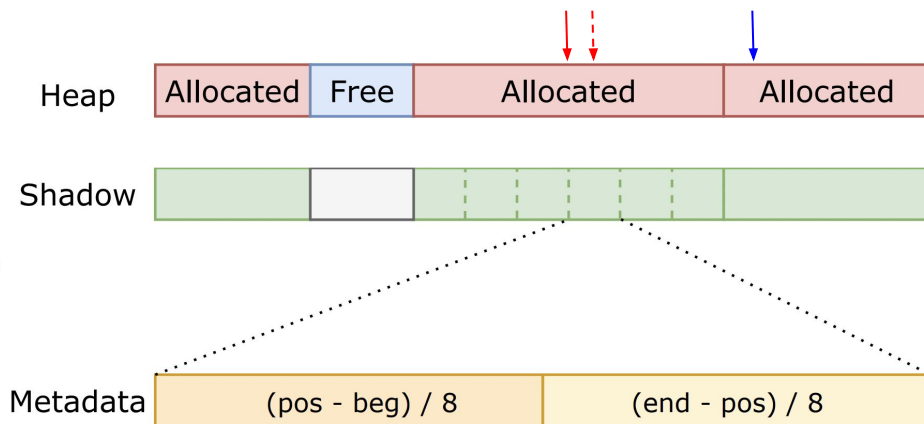 Heap
Allocated Free Allocated Allocated
Shadow
Metadata
(pos - beg) / 8 (end - pos) / 8